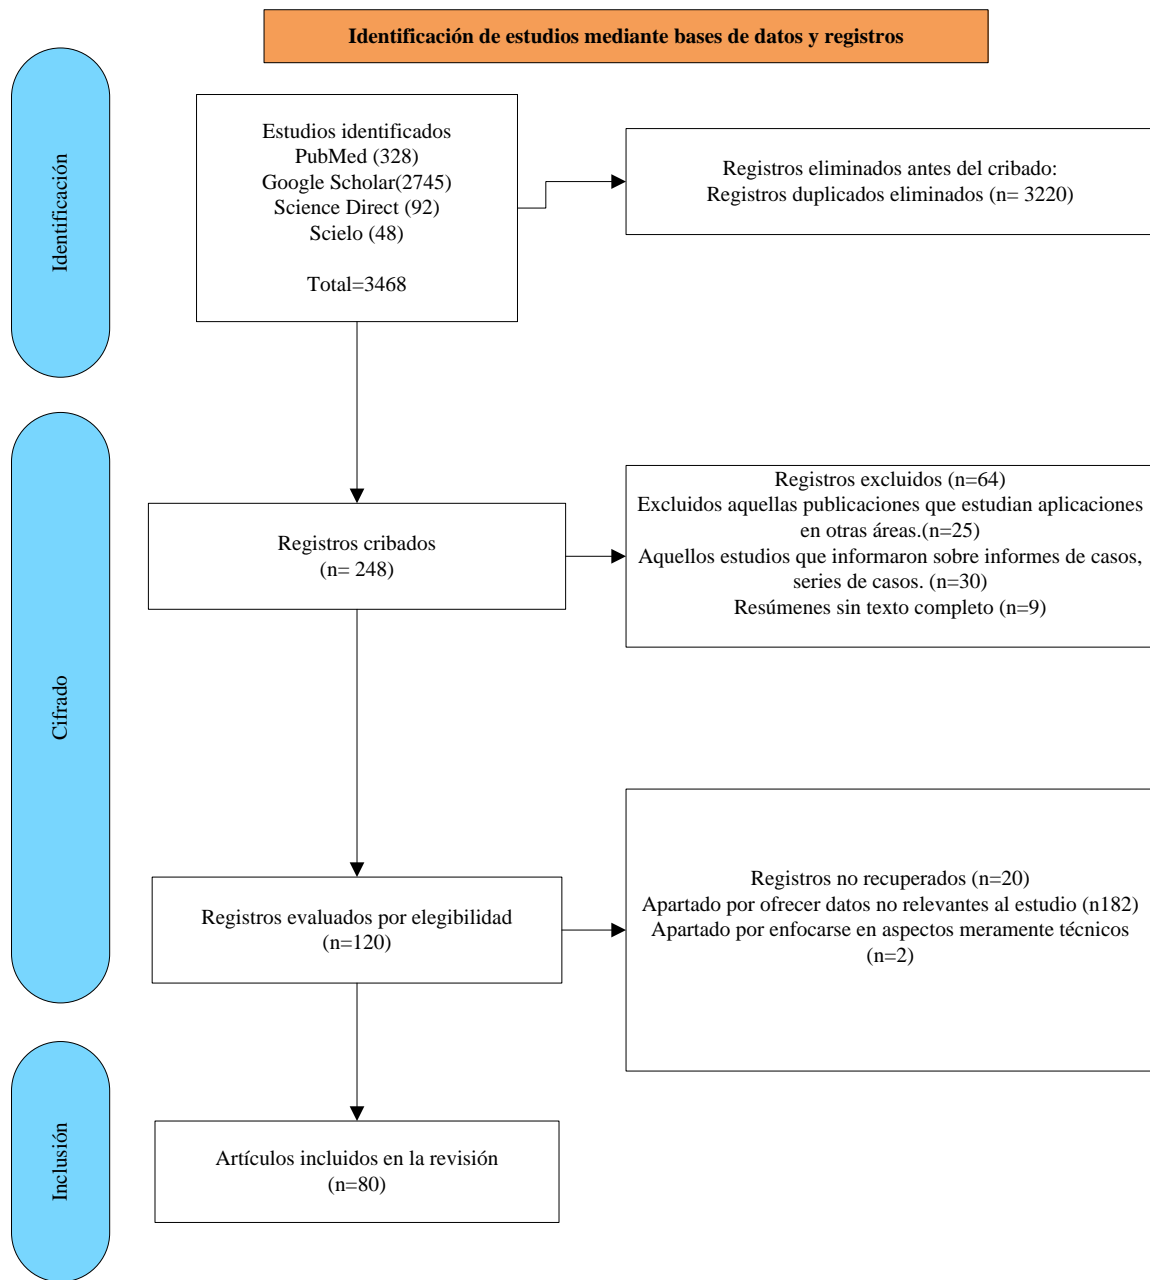 Identificación de estudios mediante bases de datos y registros
Identificación
Estudios identificados
PubMed (328)
Google Scholar(2745)
Science Direct (92)
Scielo (48)
Total=3468
Registros eliminados antes del cribado:
Registros duplicados eliminados (n= 3220)
Cifrado
Registros cribados
(n= 248)
Registros excluidos (n=64)
Excluidos aquellas publicaciones que estudian aplicaciones
en otras áreas.(n=25)
Aquellos estudios que informaron sobre informes de casos,
series de casos. (n=30)
Resúmenes sin texto completo (n=9)
Registros evaluados por elegibilidad
(n=120)
Registros no recuperados (n=20)
Apartado por ofrecer datos no relevantes al estudio (n182)
Apartado por enfocarse en aspectos meramente técnicos
(n=2)
Inclusión
Artículos incluidos en la revisión
(n=80)